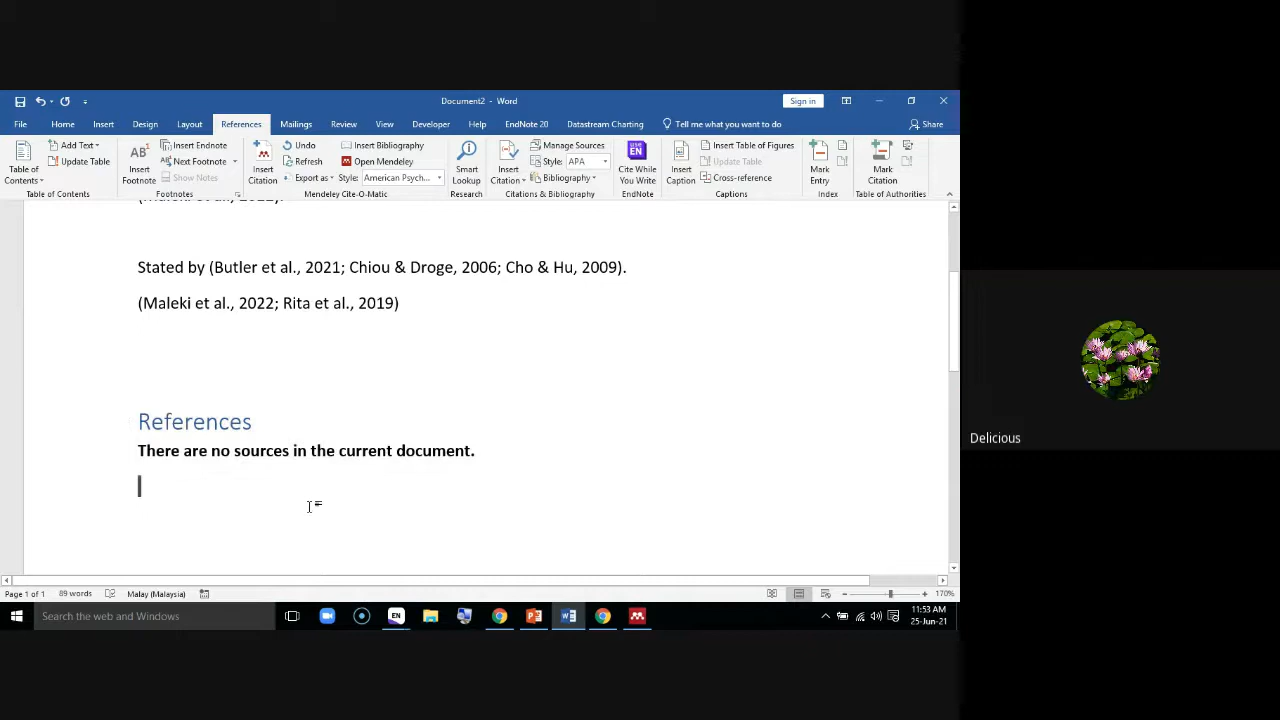 Document2 - Word
Sign in
File Home Insert Design Layout References Mailings Review View Developer Help EndNote 20 Datastream Charting Tell me what you want to do Share
Table of Contents
Add Text
Update Table
Table of Contents
AB1
Insert Footnote
Insert Endnote
Next Footnote
Show Notes
Footnotes
Insert Citation
Undo
Refresh
Export as
Insert Bibliography
Open Mendeley
Style: American Psych...
Mendeley Cite-O-Matic
Smart Lookup
Research
Insert Citation
Manage Sources
Style: APA
Bibliography
Citations & Bibliography
USE EN
Cite While You Write
EndNote
Insert Caption
Insert Table of Figures
Update Table
Cross-reference
Captions
Mark Entry
Index
Mark Citation
Table of Authorities
Stated by (Butler et al., 2021; Chiou & Droge, 2006; Cho & Hu, 2009).
(Maleki et al., 2022; Rita et al., 2019)
References
There are no sources in the current document.
Delicious
Page 1 of 1 89 words Malay (Malaysia) 170%
Search the web and Windows
EN
11:53 AM
25-Jun-21